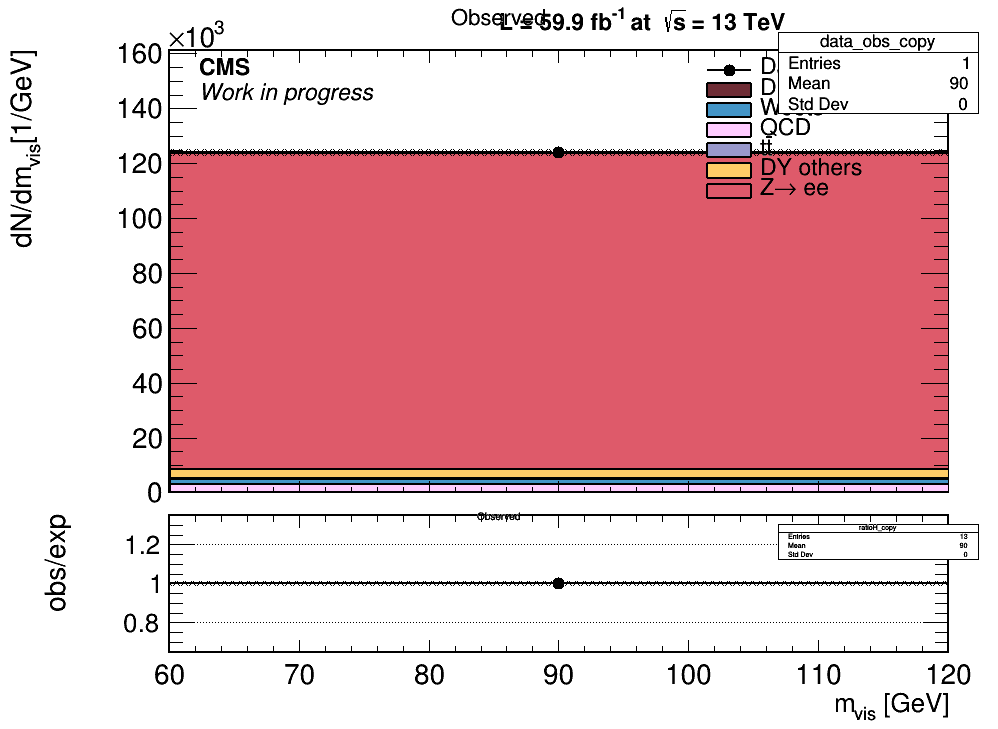 Observed
L = 59.9 fb⁻¹ at √s = 13 TeV
×10³
data_obs_copy
Entries 1
Mean 90
Std Dev 0
CMS
Work in progress
QCD
tt̄
DY others
Z→ ee
dN/dm_vis[1/GeV]
160
140
120
100
80
60
40
20
0
Observed
ratioH_copy
Entries 13
Mean 90
Std Dev 0
obs/exp
1.2
1
0.8
60 70 80 90 100 110 120
m_vis [GeV]